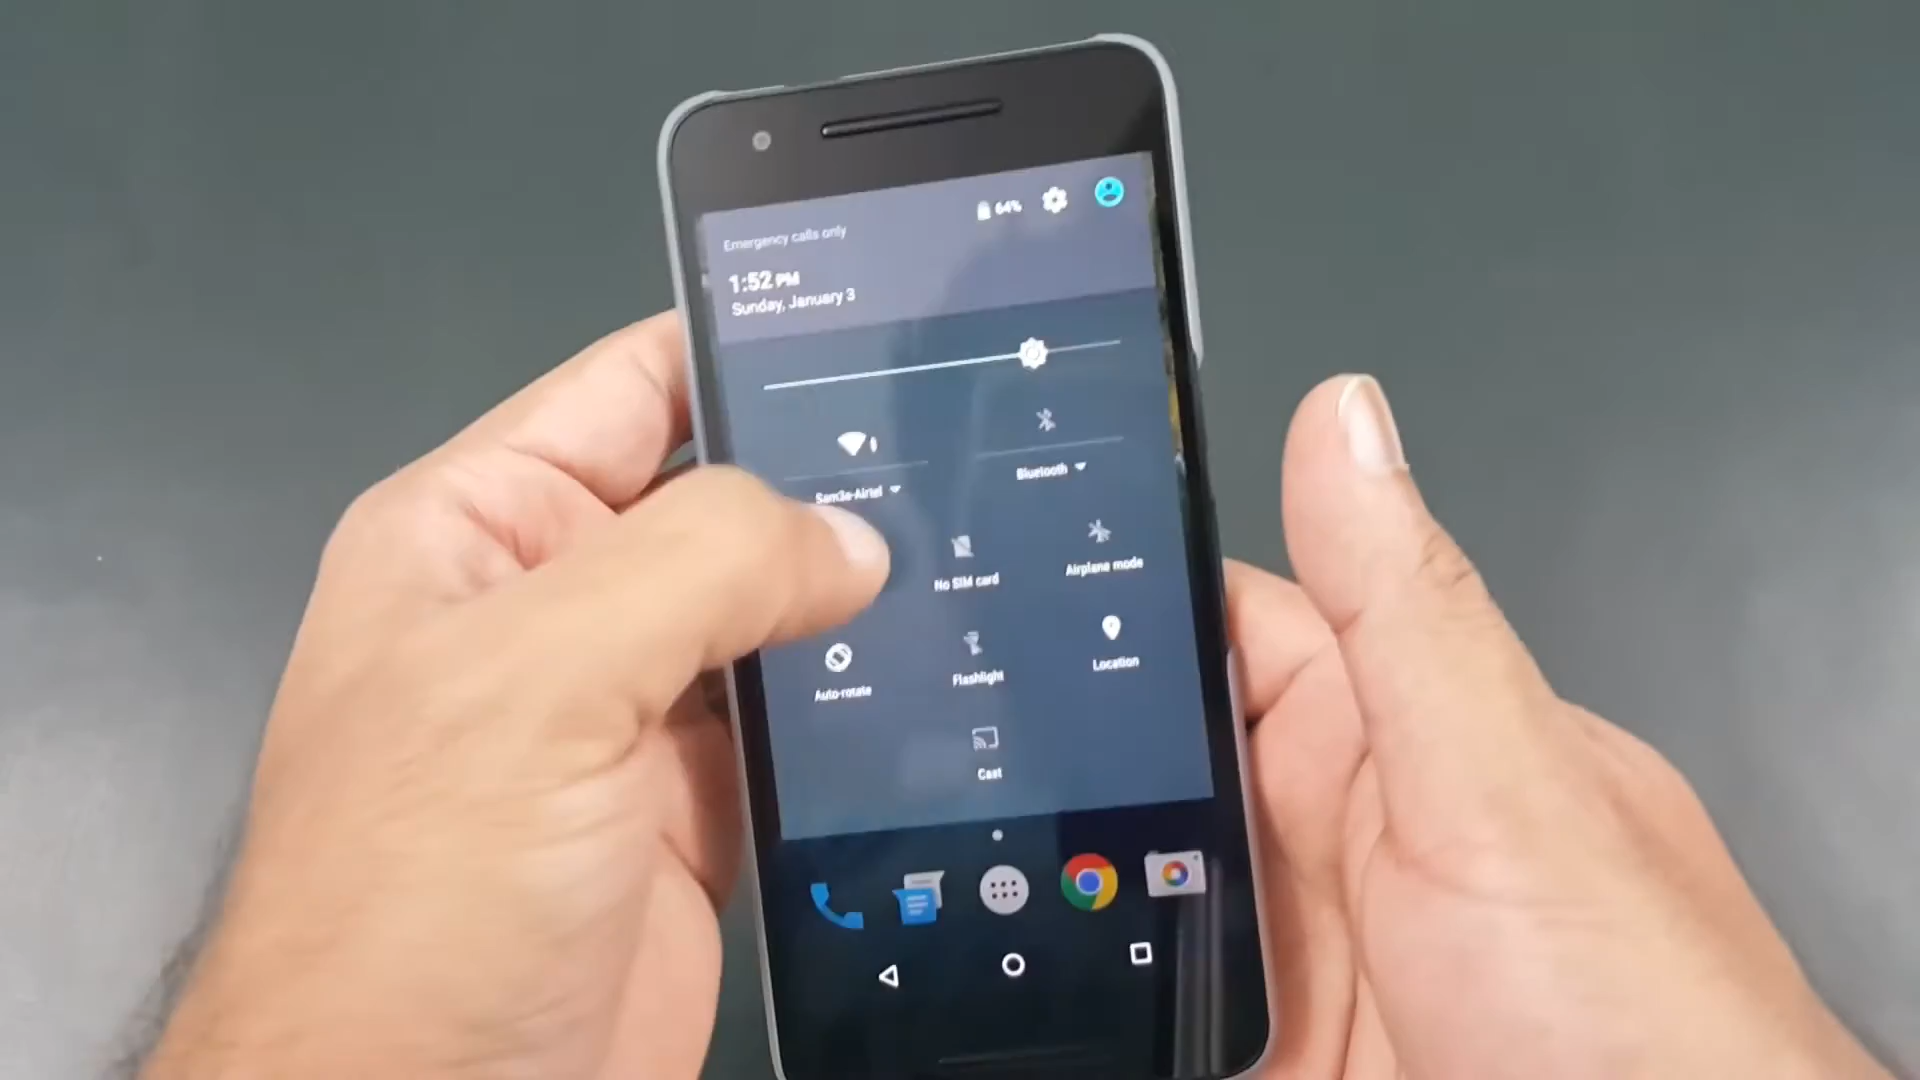 64%
Emergency calls only
1:52 PM
Sunday, January 3
Sam3a-Airtel
Bluetooth
No SIM card
Airplane mode
Auto-rotate
Flashlight
Location
Cast